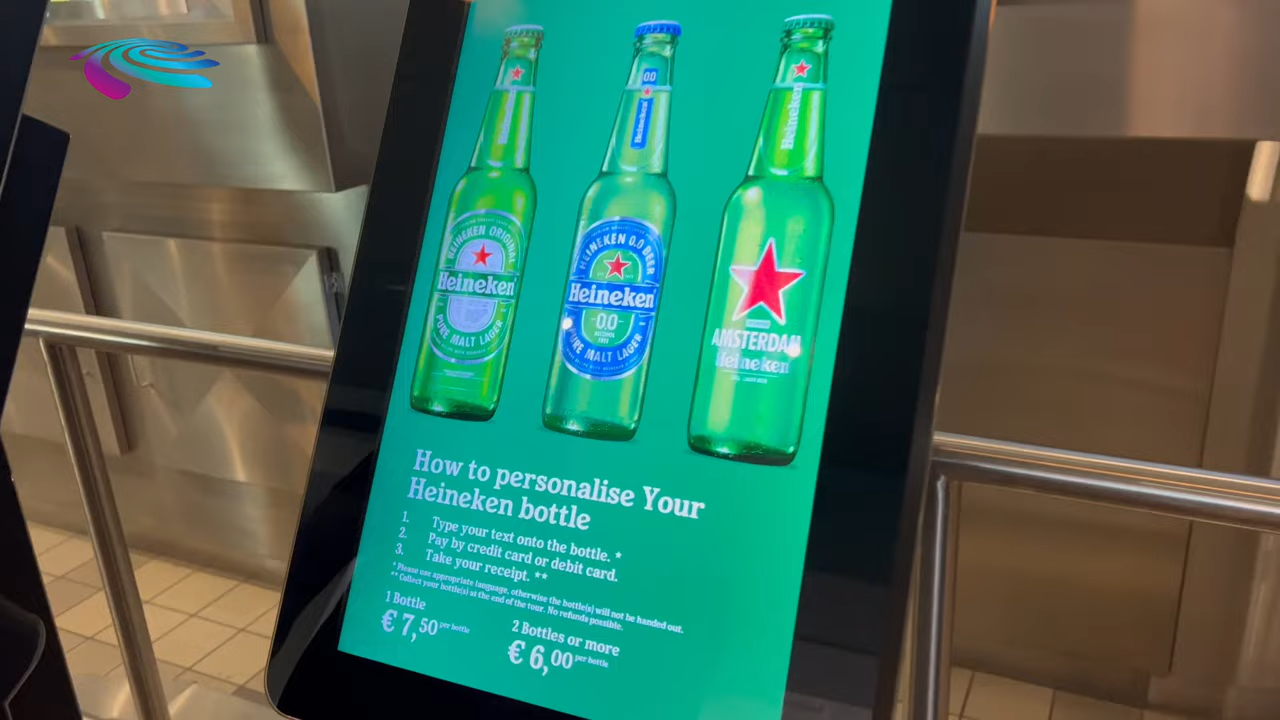 Heineken
0.0
Heineken
Heineken
HEINEKEN ORIGINAL
Heineken
PURE MALT LAGER
HEINEKEN 0.0 BEER
Heineken
0.0
ALCOHOL
FREE
PURE MALT LAGER
AMSTERDAM
Heineken
How to personalise Your
Heineken bottle
1. Type your text onto the bottle. *
2. Pay by credit card or debit card.
3. Take your receipt. **
* Please use appropriate language, otherwise the bottle(s) will not be handed out.
** Collect your bottle(s) at the end of the tour. No refunds possible.
1 Bottle
€ 7,50 per bottle
2 Bottles or more
€ 6,00 per bottle